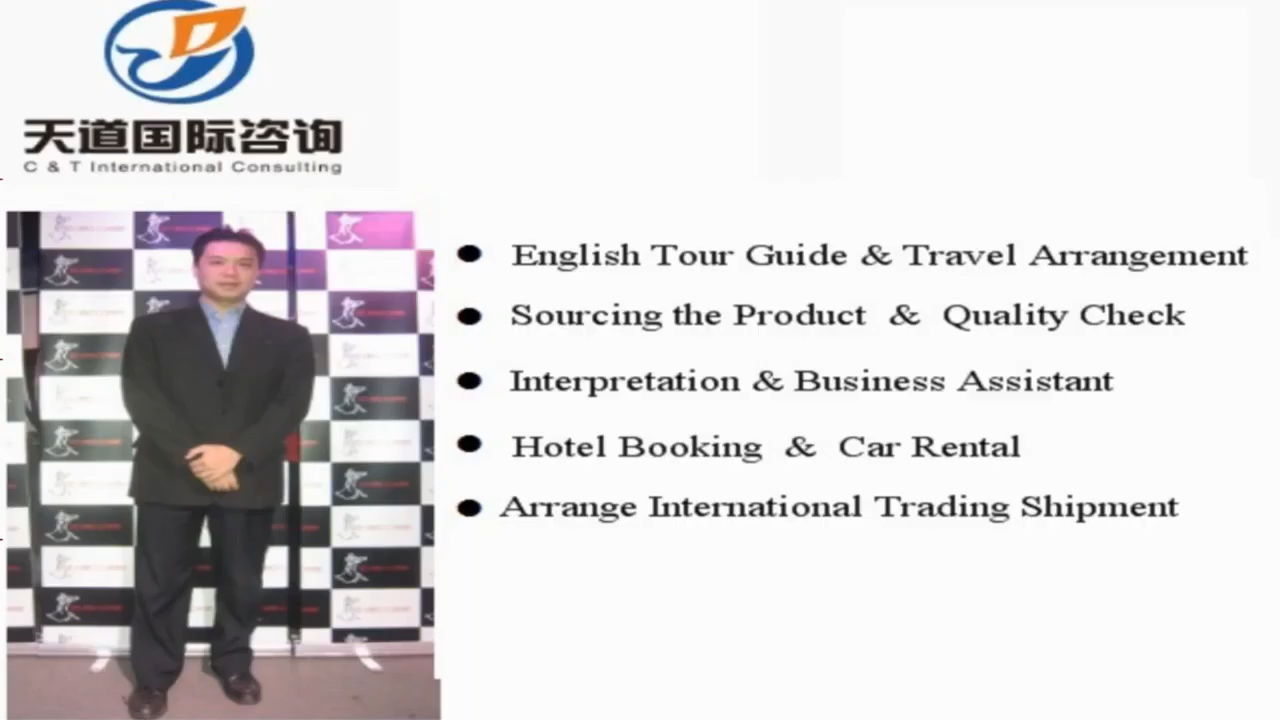 天道国际咨询
C & T International Consulting
● English Tour Guide & Travel Arrangement
● Sourcing the Product & Quality Check
● Interpretation & Business Assistant
● Hotel Booking & Car Rental
● Arrange International Trading Shipment